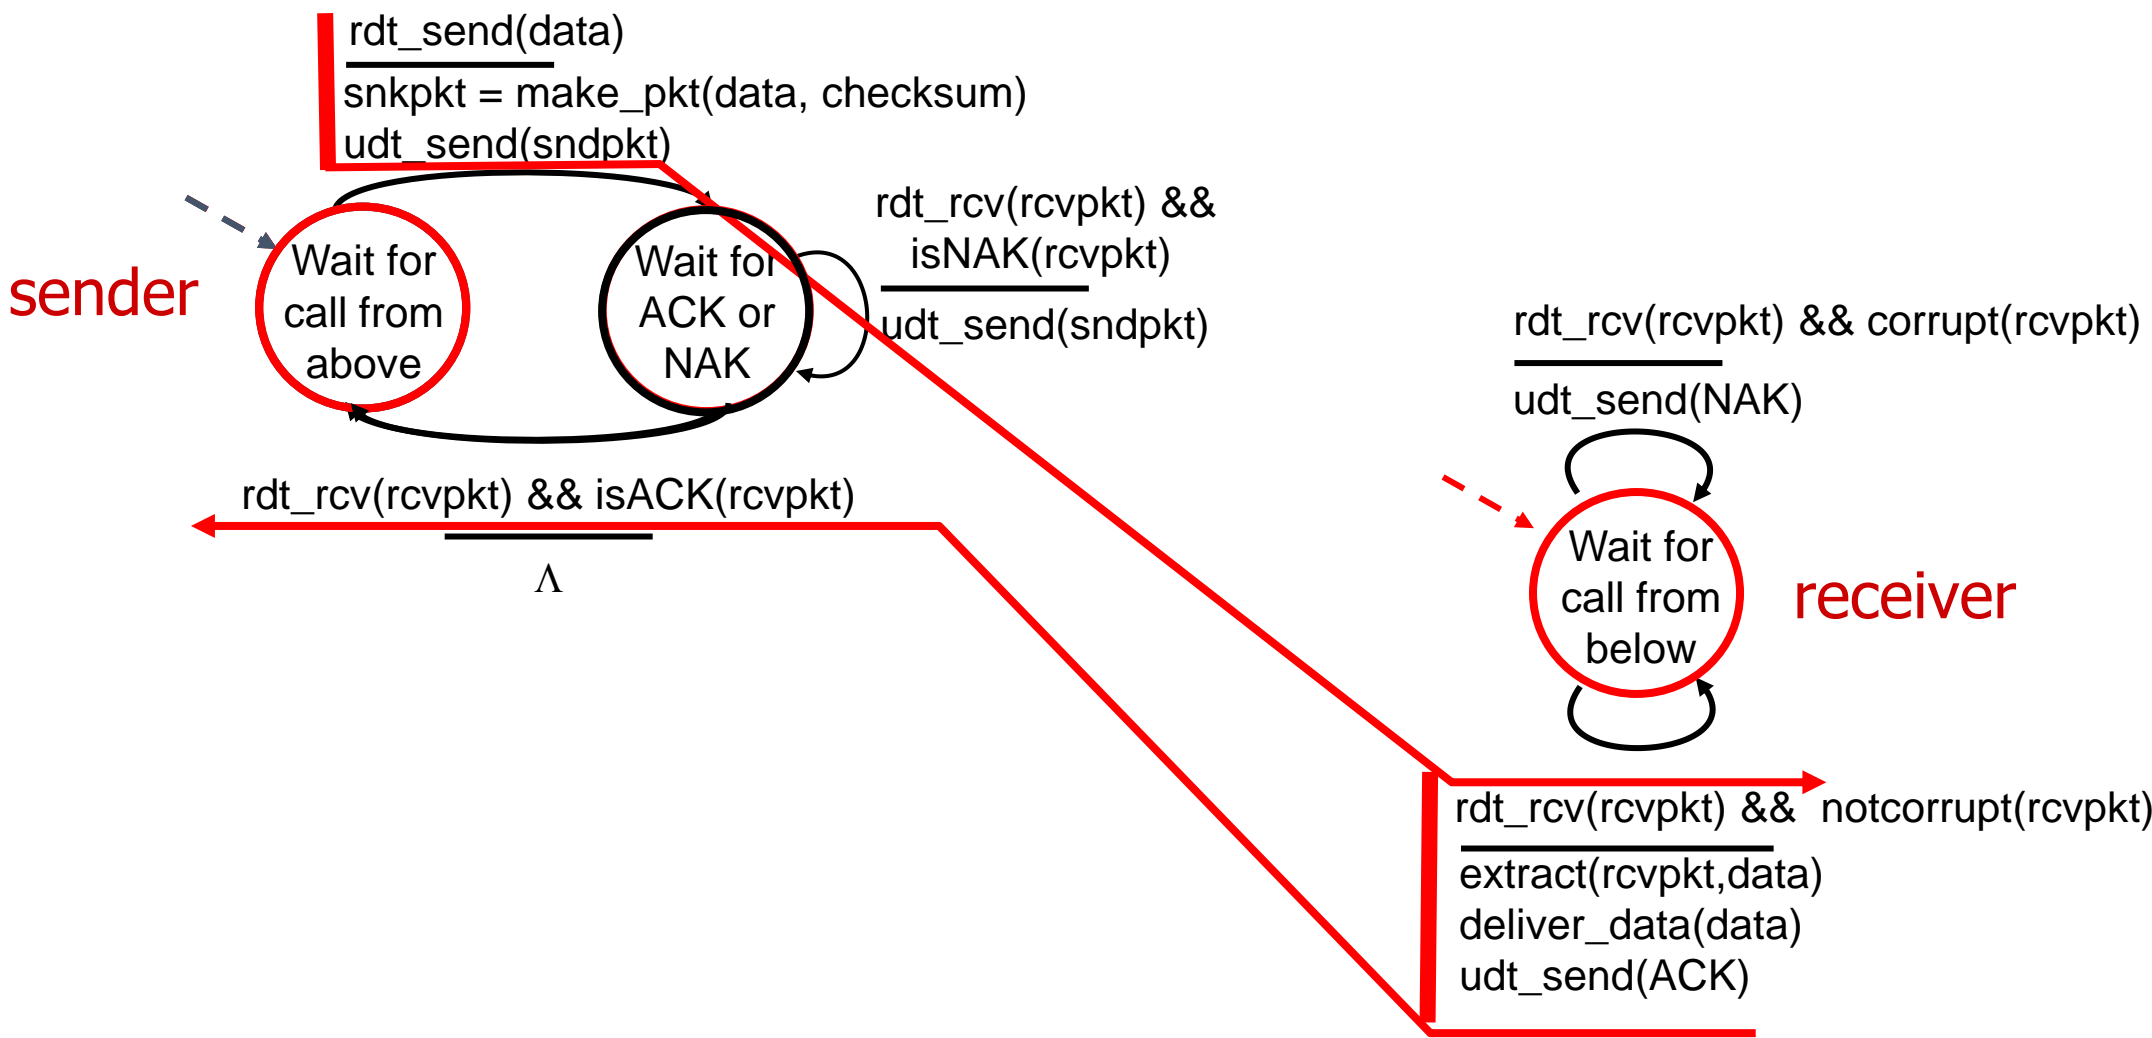 rdt_send(data)
snkpkt = make_pkt(data, checksum)
udt_send(sndpkt)
sender
Wait for
call from
above
Wait for
ACK or
NAK
rdt_rcv(rcvpkt) &&
isNAK(rcvpkt)
udt_send(sndpkt)
rdt_rcv(rcvpkt) && isACK(rcvpkt)
Λ
rdt_rcv(rcvpkt) && corrupt(rcvpkt)
udt_send(NAK)
Wait for
call from
below
receiver
rdt_rcv(rcvpkt) && notcorrupt(rcvpkt)
extract(rcvpkt,data)
deliver_data(data)
udt_send(ACK)